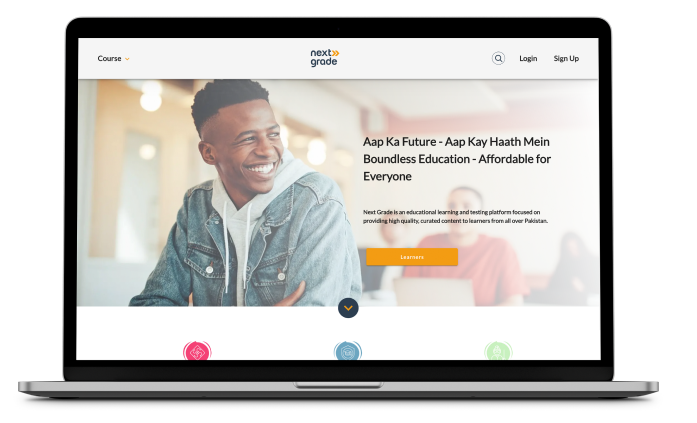 Course
next
grade
Login
Sign Up
Aap Ka Future - Aap Kay Haath Mein
Boundless Education - Affordable for
Everyone
Next Grade is an educational learning and testing platform focused on
providing high quality, curated content to learners from all over Pakistan.
Learners